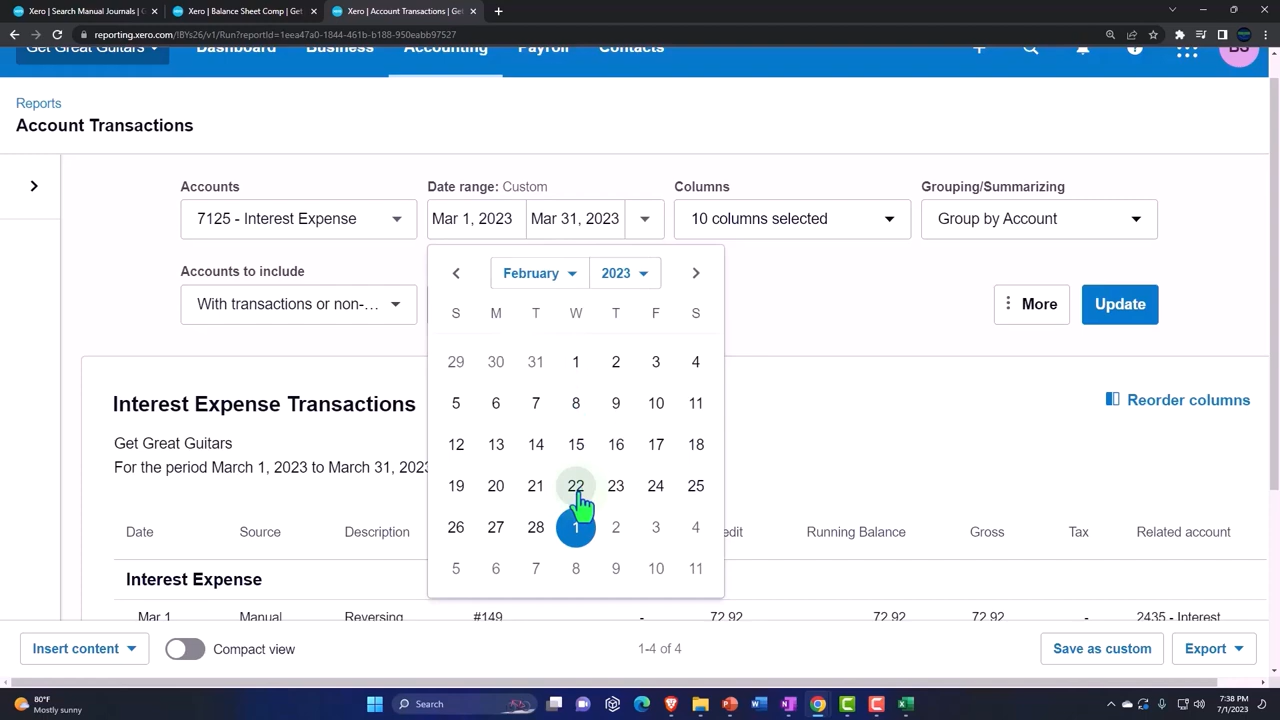 Xero | Search Manual Journals | G
Xero | Balance Sheet Comp | Get
Xero | Account Transactions | Get
reporting.xero.com/!BYs26/v1/Run?reportId=1eea47a0-1844-461b-b188-950eabb97527
Get Great Guitars
Dashboard
Business
Accounting
Payroll
Contacts
BS
Reports
Account Transactions
Accounts
Date range: Custom
Columns
Grouping/Summarizing
7125 - Interest Expense
Mar 1, 2023
Mar 31, 2023
10 columns selected
Group by Account
Accounts to include
February
2023
With transactions or non-...
More
Update
S M T W T F S
29 30 31 1 2 3 4
5 6 7 8 9 10 11
12 13 14 15 16 17 18
19 20 21 22 23 24 25
26 27 28 1 2 3 4
5 6 7 8 9 10 11
Interest Expense Transactions
Reorder columns
Get Great Guitars
For the period March 1, 2023 to March 31, 2023
Date Source Description edit Running Balance Gross Tax Related account
Interest Expense
Mar 1 Manual Reversing #149 - 72.92 72.92 72.92 - 2435 - Interest
Insert content
Compact view
1-4 of 4
Save as custom
Export
80°F
Mostly sunny
Search
7:38 PM
7/1/2023